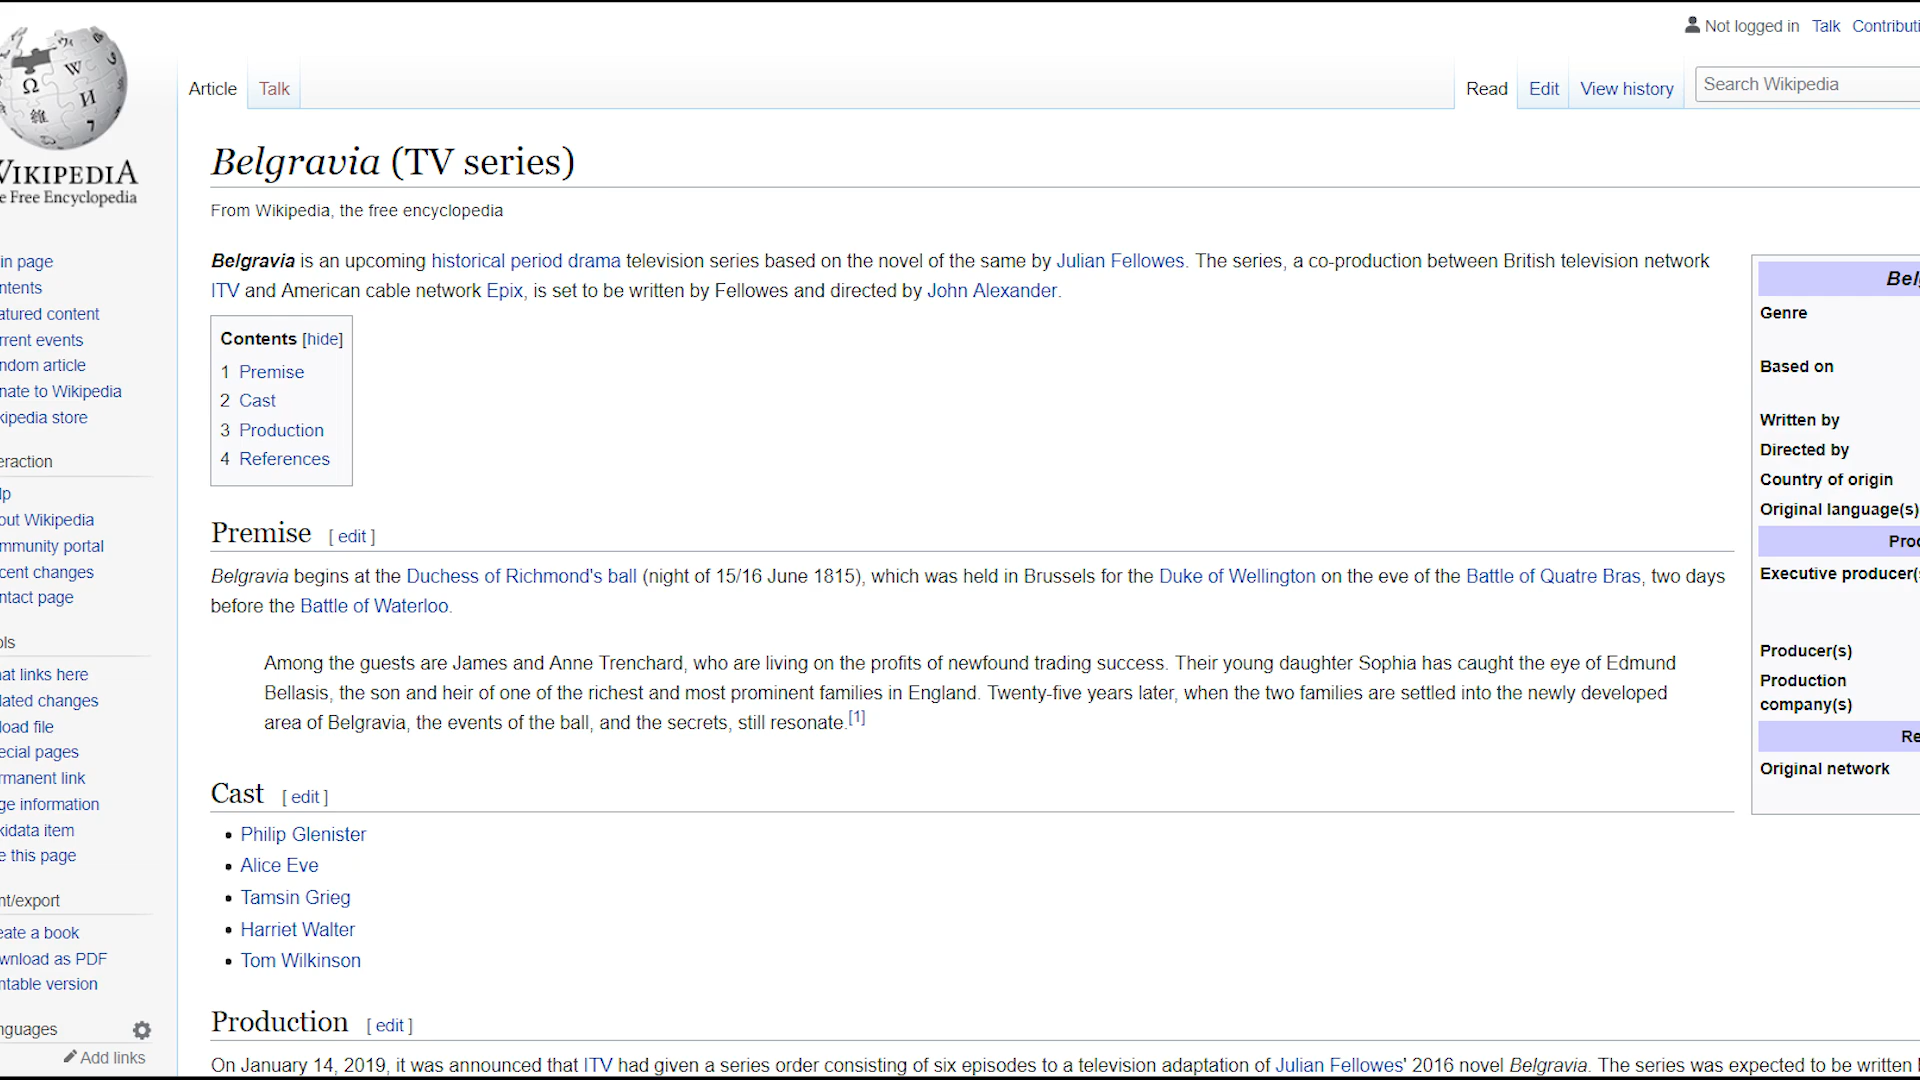 Not logged in Talk Contributi
Article Talk Read Edit View history Search Wikipedia
WIKIPEDIA
e Free Encyclopedia
Belgravia (TV series)
From Wikipedia, the free encyclopedia
Belgravia is an upcoming historical period drama television series based on the novel of the same by Julian Fellowes. The series, a co-production between British television network
ITV and American cable network Epix, is set to be written by Fellowes and directed by John Alexander.
Contents [hide]
1 Premise
2 Cast
3 Production
4 References
Premise [ edit ]
Belgravia begins at the Duchess of Richmond's ball (night of 15/16 June 1815), which was held in Brussels for the Duke of Wellington on the eve of the Battle of Quatre Bras, two days
before the Battle of Waterloo.
Among the guests are James and Anne Trenchard, who are living on the profits of newfound trading success. Their young daughter Sophia has caught the eye of Edmund
Bellasis, the son and heir of one of the richest and most prominent families in England. Twenty-five years later, when the two families are settled into the newly developed
area of Belgravia, the events of the ball, and the secrets, still resonate.[1]
Cast [ edit ]
• Philip Glenister
• Alice Eve
• Tamsin Grieg
• Harriet Walter
• Tom Wilkinson
Production [ edit ]
On January 14, 2019, it was announced that ITV had given a series order consisting of six episodes to a television adaptation of Julian Fellowes' 2016 novel Belgravia. The series was expected to be written
Bel
Genre
Based on
Written by
Directed by
Country of origin
Original language(s)
Proc
Executive producer(s
Producer(s)
Production
company(s)
Re
Original network
in page
ntents
atured content
rrent events
ndom article
nate to Wikipedia
kipedia store
eraction
lp
out Wikipedia
mmunity portal
cent changes
ntact page
ols
at links here
lated changes
load file
ecial pages
rmanent link
ge information
kidata item
e this page
nt/export
eate a book
wnload as PDF
ntable version
nguages
Add links